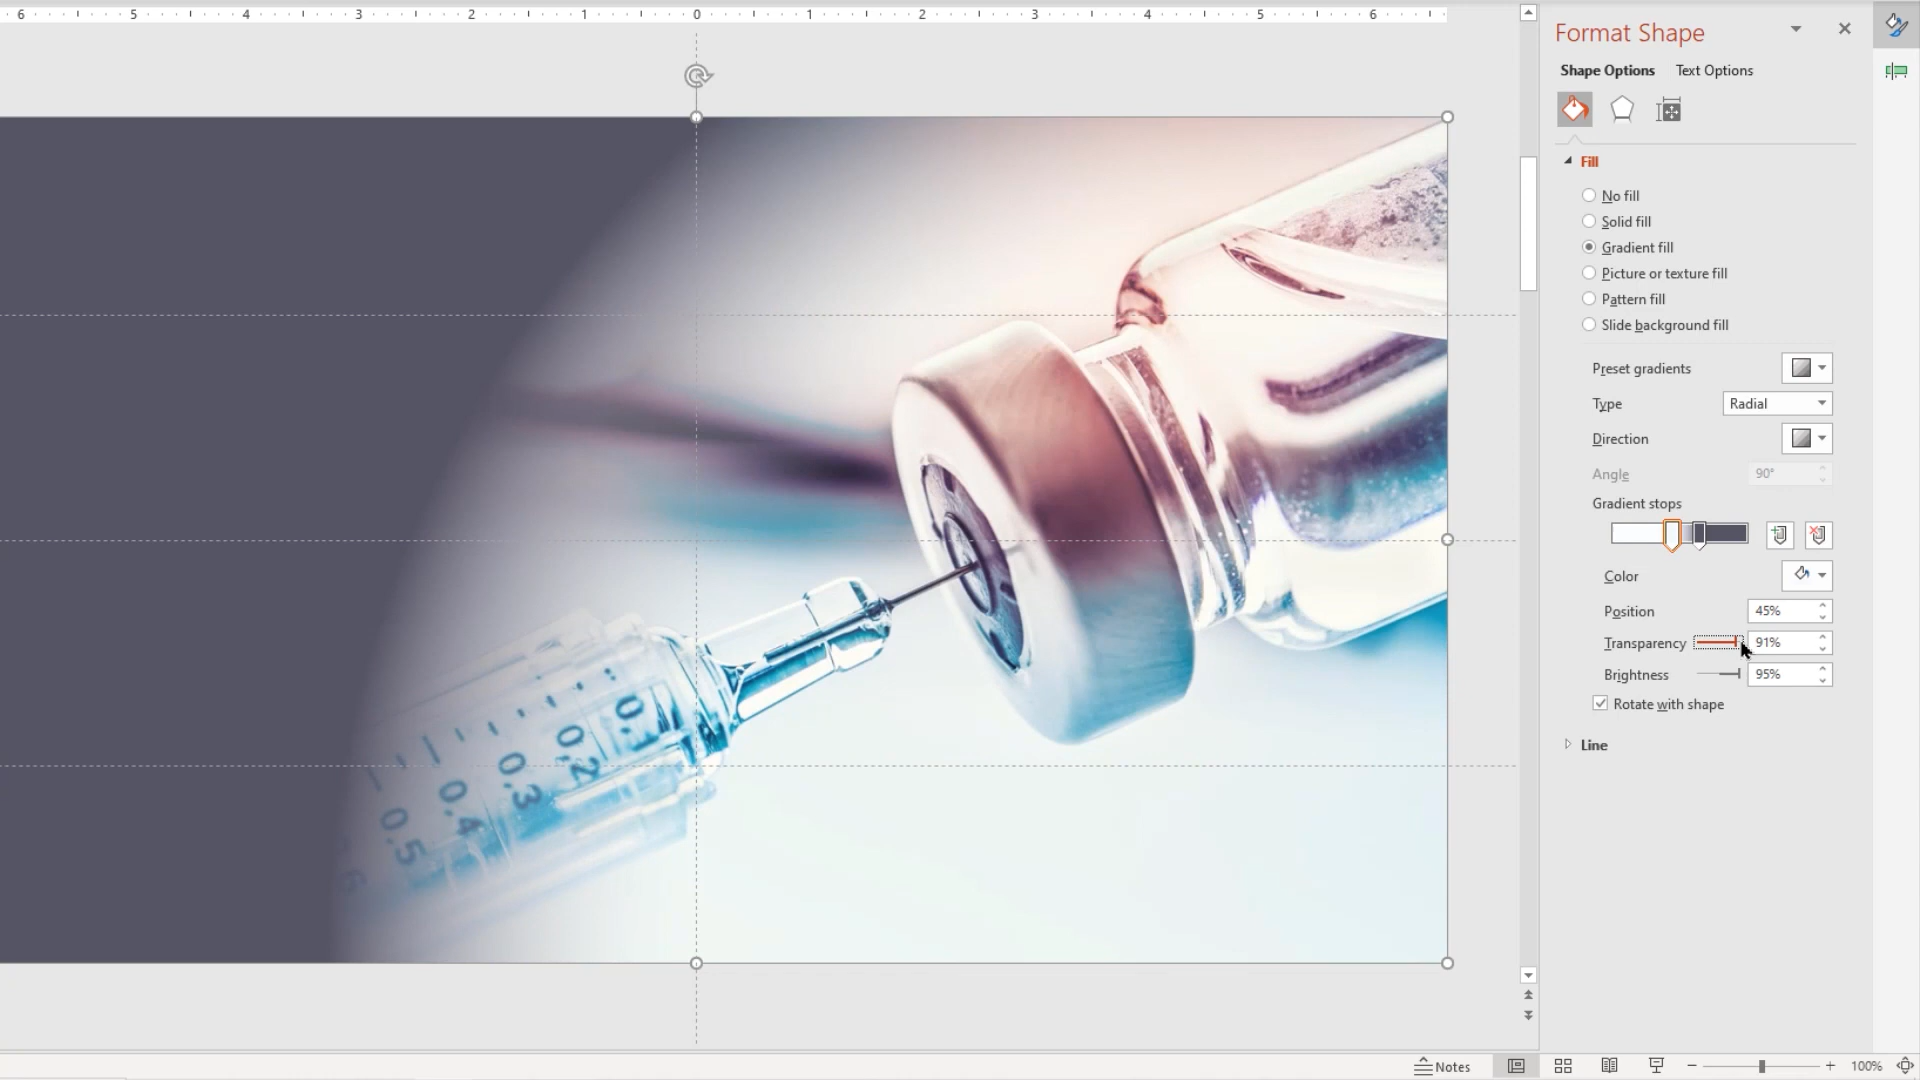 6 5 4 3 2 1 0 1 2 3 4 5 6
Format Shape
Shape Options Text Options
Fill
No fill
Solid fill
Gradient fill
Picture or texture fill
Pattern fill
Slide background fill
Preset gradients
Type Radial
Direction
Angle 90°
Gradient stops
Color
Position 45%
Transparency 91%
Brightness 95%
Rotate with shape
Line
0,1
0,2
0,3
0,4
0,5
Notes 100%